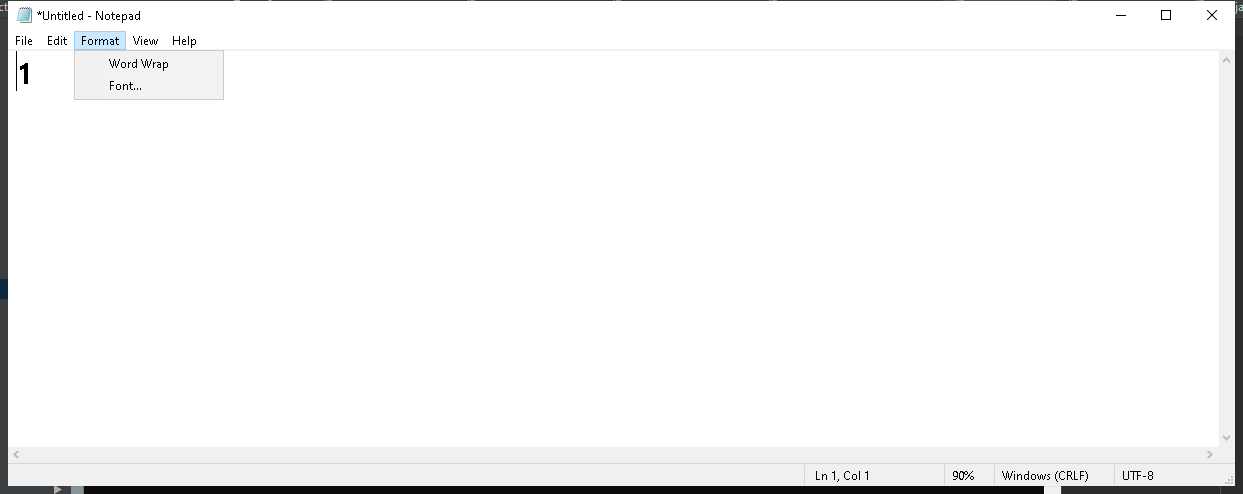 *Untitled - Notepad
File Edit Format View Help
1
Word Wrap
Font...
Ln 1, Col 1 90% Windows (CRLF) UTF-8